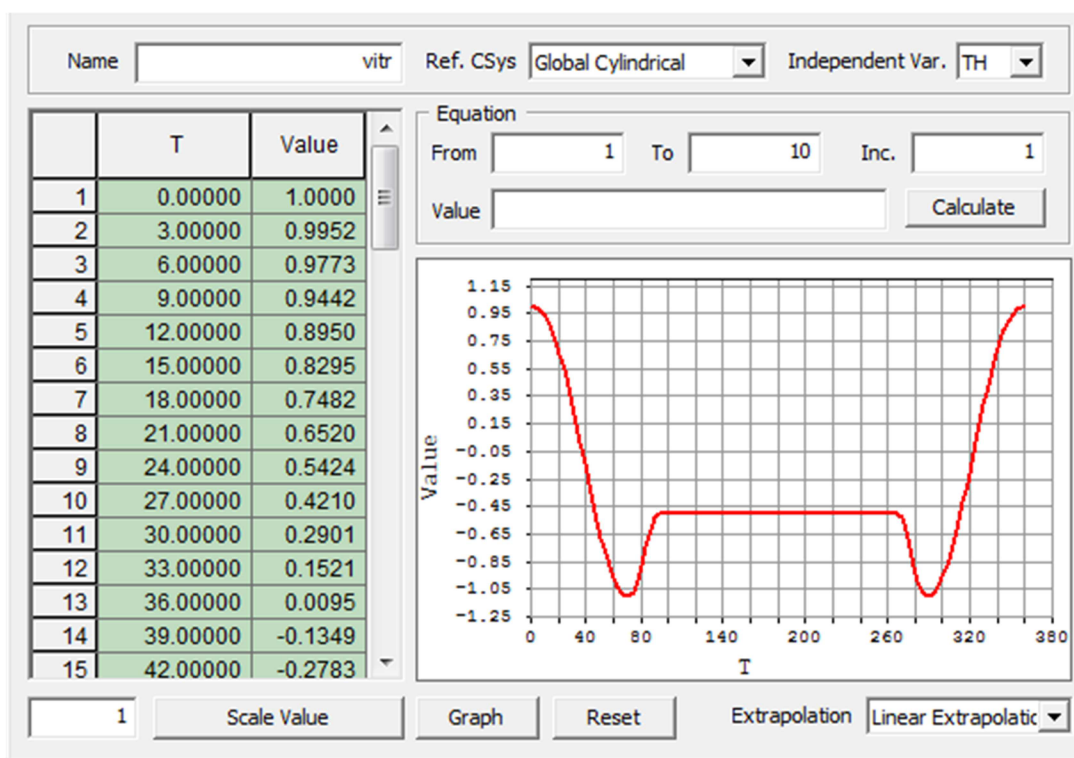 Name vitr Ref. CSys Global Cylindrical Independent Var. TH
T Value
1 0.00000 1.0000
2 3.00000 0.9952
3 6.00000 0.9773
4 9.00000 0.9442
5 12.00000 0.8950
6 15.00000 0.8295
7 18.00000 0.7482
8 21.00000 0.6520
9 24.00000 0.5424
10 27.00000 0.4210
11 30.00000 0.2901
12 33.00000 0.1521
13 36.00000 0.0095
14 39.00000 -0.1349
15 42.00000 -0.2783
Equation
From 1 To 10 Inc. 1
Value Calculate
1.15
0.95
0.75
0.55
0.35
0.15
-0.05
-0.25
-0.45
-0.65
-0.85
-1.05
-1.25
Value
0 40 80 140 200 260 320 380
T
1 Scale Value Graph Reset Extrapolation Linear Extrapolatic